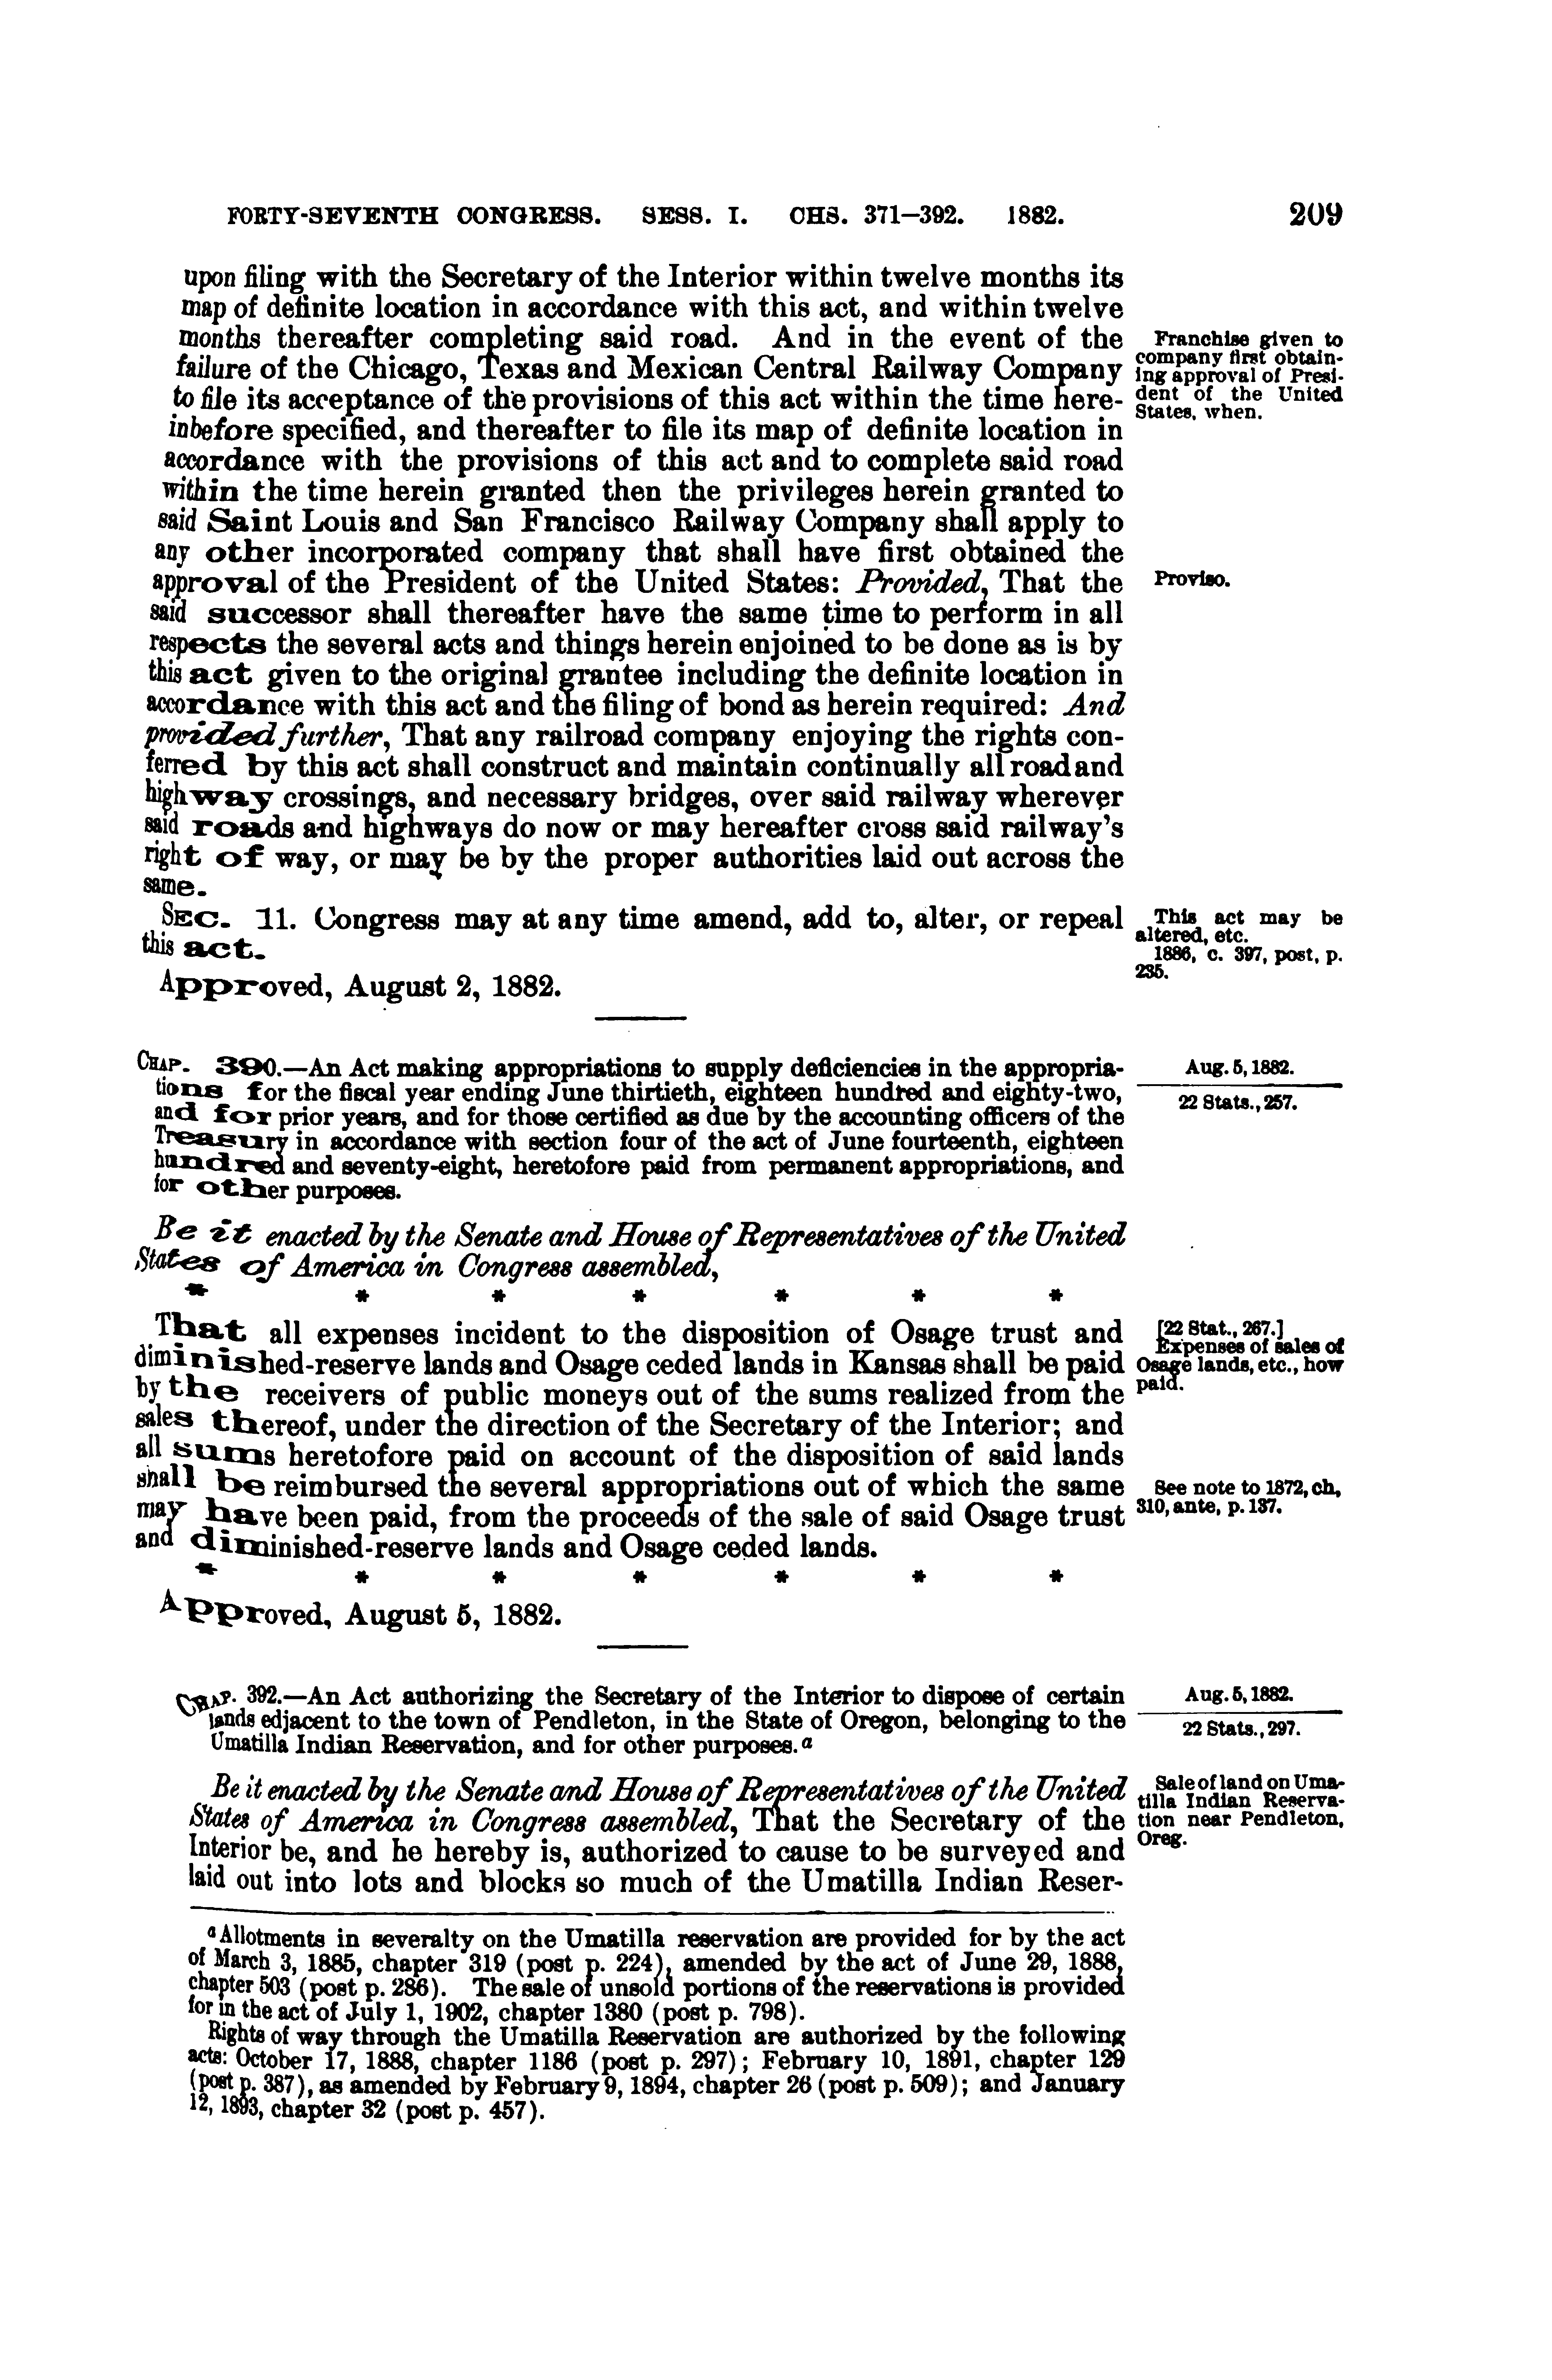 FORTY-SEVENTH CONGRESS. SESS. I. CHS. 371–392. 1882. 209
upon filing with the Secretary of the Interior within twelve months its
map of definite location in accordance with this act, and within twelve
months thereafter completing said road. And in the event of the
failure of the Chicago, Texas and Mexican Central Railway Company
to file its acceptance of the provisions of this act within the time here-
inbefore specified, and thereafter to file its map of definite location in
accordance with the provisions of this act and to complete said road
within the time herein granted then the privileges herein granted to
said Saint Louis and San Francisco Railway Company shall apply to
any other incorporated company that shall have first obtained the
approval of the President of the United States: Provided, That the
said successor shall thereafter have the same time to perform in all
respects the several acts and things herein enjoined to be done as is by
this act given to the original grantee including the definite location in
accordance with this act and the filing of bond as herein required: And
provided further, That any railroad company enjoying the rights con-
ferred by this act shall construct and maintain continually all road and
highway crossings, and necessary bridges, over said railway wherever
said roads and highways do now or may hereafter cross said railway's
right of way, or may be by the proper authorities laid out across the
same.
Franchise given to
company first obtain-
ing approval of Presi-
dent of the United
States, when.
Proviso.
SEC. 11. Congress may at any time amend, add to, alter, or repeal
this act.
Approved, August 2, 1882.
This act may be
altered, etc.
1886, c. 397, post, p.
235.
CHAP. 390.—An Act making appropriations to supply deficiencies in the appropria-
tions for the fiscal year ending June thirtieth, eighteen hundred and eighty-two,
and for prior years, and for those certified as due by the accounting officers of the
Treasury in accordance with section four of the act of June fourteenth, eighteen
hundred and seventy-eight, heretofore paid from permanent appropriations, and
for other purposes.
Aug. 5, 1882.
22 Stats., 257.
Be it enacted by the Senate and House of Representatives of the United
States of America in Congress assembled,
* * * * * * *
That all expenses incident to the disposition of Osage trust and
diminished-reserve lands and Osage ceded lands in Kansas shall be paid
by the receivers of public moneys out of the sums realized from the
sales thereof, under the direction of the Secretary of the Interior; and
all sums heretofore paid on account of the disposition of said lands
shall be reimbursed the several appropriations out of which the same
may have been paid, from the proceeds of the sale of said Osage trust
and diminished-reserve lands and Osage ceded lands.
* * * * * * *
Approved, August 5, 1882.
[22 Stat., 267.]
Expenses of sales of
Osage lands, etc., how
paid.
See note to 1872, ch,
310, ante, p. 137.
CHAP. 392.—An Act authorizing the Secretary of the Interior to dispose of certain
lands edjacent to the town of Pendleton, in the State of Oregon, belonging to the
Umatilla Indian Reservation, and for other purposes.a
Aug. 5, 1882.
22 Stats., 297.
Be it enacted by the Senate and House of Representatives of the United
States of America in Congress assembled, That the Secretary of the
Interior be, and he hereby is, authorized to cause to be surveyed and
laid out into lots and blocks so much of the Umatilla Indian Reser-
Sale of land on Uma-
tilla Indian Reserva-
tion near Pendleton,
Oreg.
a Allotments in severalty on the Umatilla reservation are provided for by the act
of March 3, 1885, chapter 319 (post p. 224), amended by the act of June 29, 1888,
chapter 503 (post p. 286). The sale of unsold portions of the reservations is provided
for in the act of July 1, 1902, chapter 1380 (post p. 798).
Rights of way through the Umatilla Reservation are authorized by the following
acts: October 17, 1888, chapter 1186 (post p. 297); February 10, 1891, chapter 129
(post p. 387), as amended by February 9, 1894, chapter 26 (post p. 509); and January
12, 1893, chapter 32 (post p. 457).